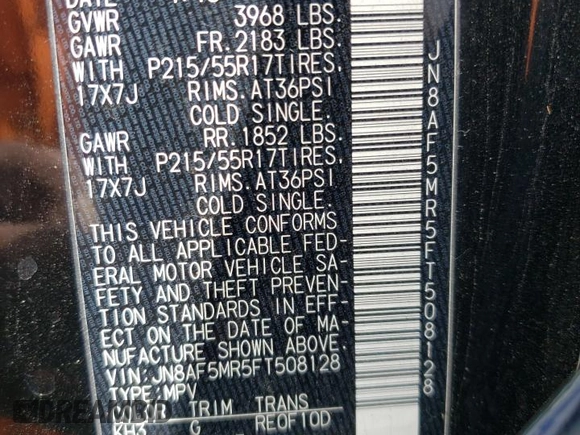 DATE
GVWR 3968 LBS.
GAWR FR. 2183 LBS.
WITH P215/55R17TIRES,
17X7J RIMS. AT36PSI
COLD SINGLE.
GAWR RR. 1852 LBS.
WITH P215/55R17TIRES,
17X7J RIMS. AT36PSI
COLD SINGLE.
THIS VEHICLE CONFORMS
TO ALL APPLICABLE FED-
ERAL MOTOR VEHICLE SA-
FETY AND THEFT PREVEN-
TION STANDARDS IN EFF-
ECT ON THE DATE OF MA-
NUFACTURE SHOWN ABOVE.
VIN: JN8AF5MR5FT508128
TYPE: MPV
TRIM TRANS
KH3 G RE0F10D
JN8AF5MR5FT508128